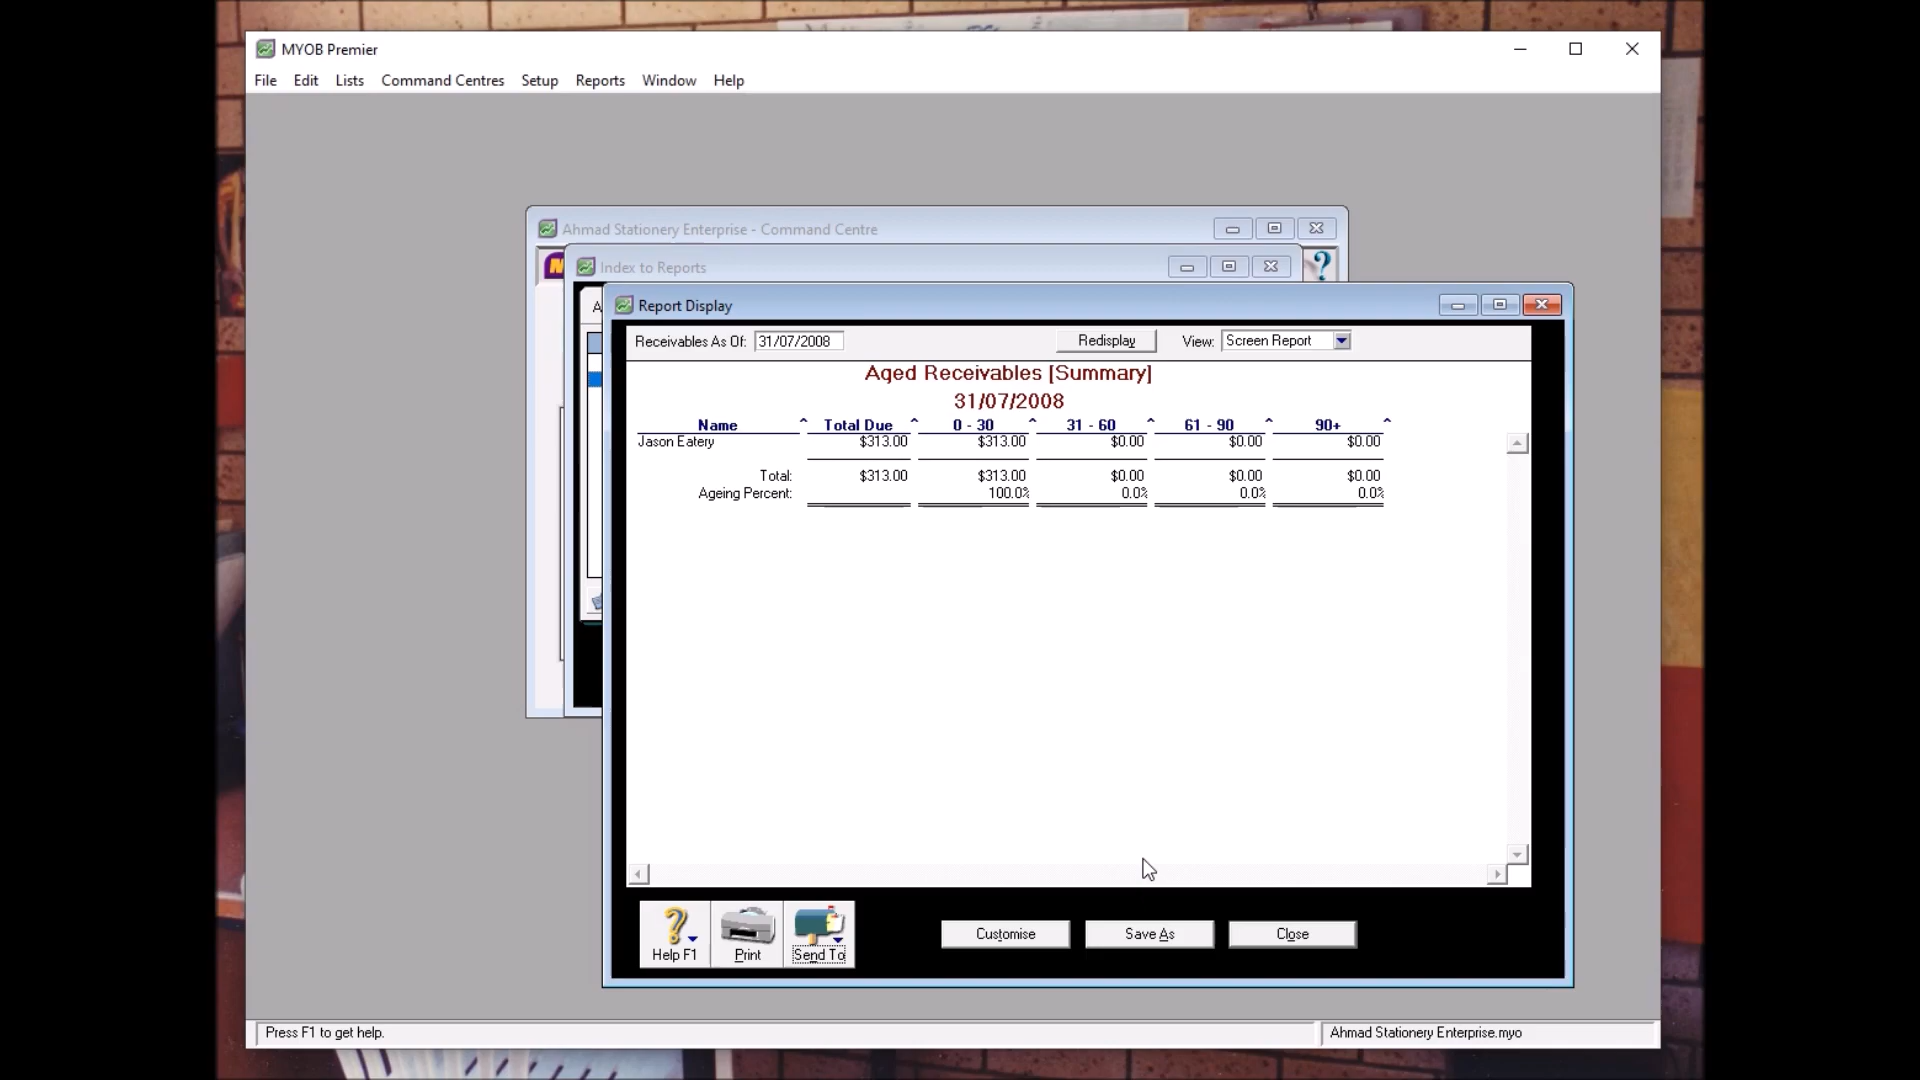 MYOB Premier
File Edit Lists Command Centres Setup Reports Window Help
Ahmad Stationery Enterprise - Command Centre
Index to Reports
Report Display
Receivables As Of: 31/07/2008 Redisplay View: Screen Report
Aged Receivables [Summary]
31/07/2008
Name Total Due 0 - 30 31 - 60 61 - 90 90+
Jason Eatery $313.00 $313.00 $0.00 $0.00 $0.00
Total: $313.00 $313.00 $0.00 $0.00 $0.00
Ageing Percent: 100.0% 0.0% 0.0% 0.0%
Help F1 Print Send To Customise Save As Close
Press F1 to get help. Ahmad Stationery Enterprise.myo